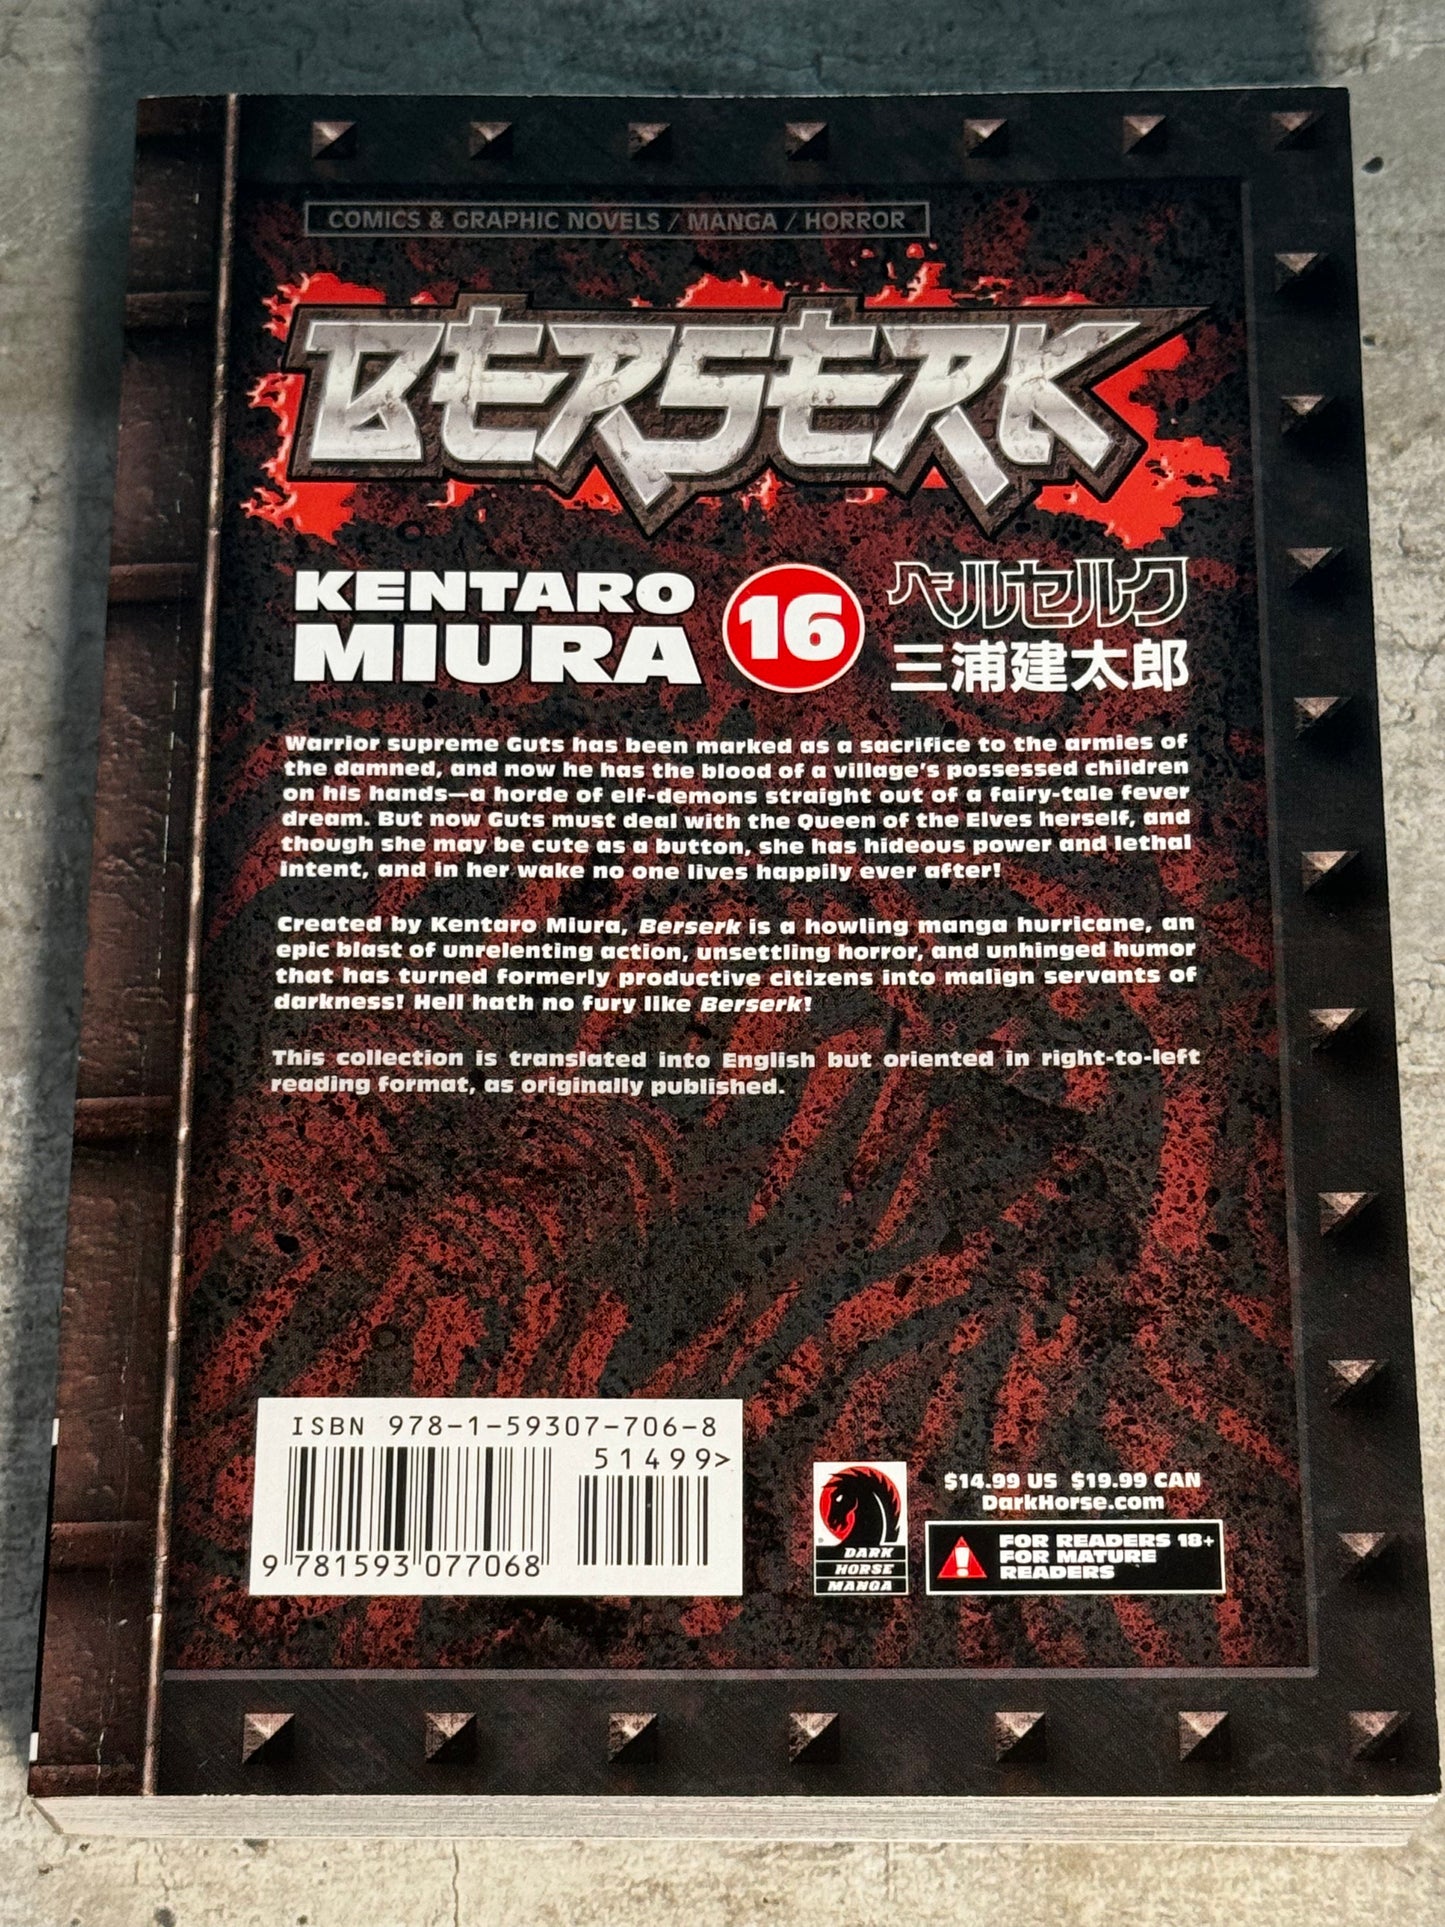 COMICS & GRAPHIC NOVELS / MANGA / HORROR
BERSERK
KENTARO
MIURA
16
ベルセルク
三浦建太郎
Warrior supreme Guts has been marked as a sacrifice to the armies of
the damned, and now he has the blood of a village's possessed children
on his hands—a horde of elf-demons straight out of a fairy-tale fever
dream. But now Guts must deal with the Queen of the Elves herself, and
though she may be cute as a button, she has hideous power and lethal
intent, and in her wake no one lives happily ever after!
Created by Kentaro Miura, Berserk is a howling manga hurricane, an
epic blast of unrelenting action, unsettling horror, and unhinged humor
that has turned formerly productive citizens into malign servants of
darkness! Hell hath no fury like Berserk!
This collection is translated into English but oriented in right-to-left
reading format, as originally published.
ISBN 978-1-59307-706-8
51499>
9 781593 077068
DARK
HORSE
MANGA
$14.99 US $19.99 CAN
DarkHorse.com
!
FOR READERS 18+
FOR MATURE
READERS